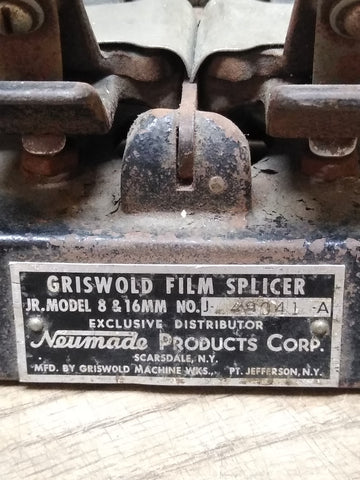 GRISWOLD FILM SPLICER
JR. MODEL 8 & 16MM NO. J- 49041 -A
EXCLUSIVE DISTRIBUTOR
Neumade PRODUCTS CORP.
SCARSDALE, N.Y.
MFD. BY GRISWOLD MACHINE WKS., PT. JEFFERSON, N.Y.